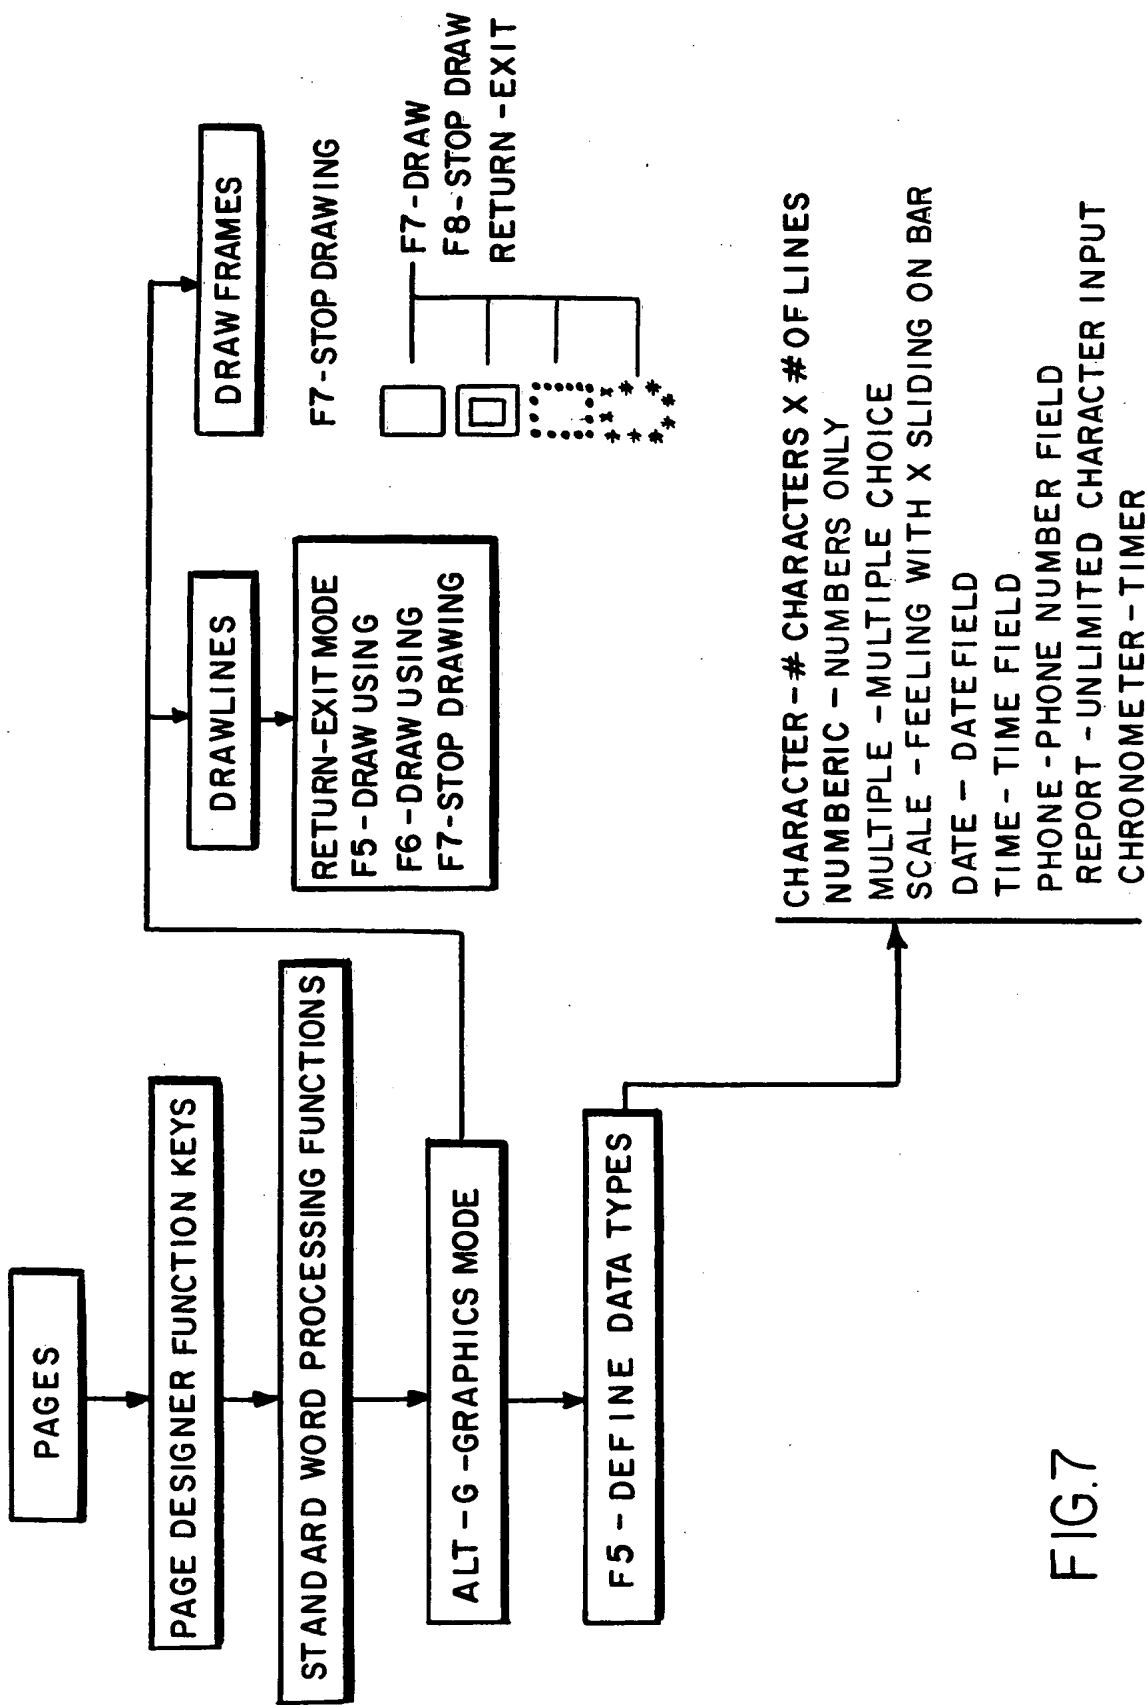 PAGES
PAGE DESIGNER FUNCTION KEYS
STANDARD WORD PROCESSING FUNCTIONS
ALT-G-GRAPHICS MODE
F5-DEFINE DATA TYPES
DRAWLINES
RETURN-EXIT MODE
F5-DRAW USING
F6-DRAW USING
F7-STOP DRAWING
DRAW FRAMES
F7-STOP DRAWING
F7-DRAW
F8-STOP DRAW
RETURN-EXIT
CHARACTER-# CHARACTERS X # OF LINES
NUMBERIC-NUMBERS ONLY
MULTIPLE-MULTIPLE CHOICE
SCALE-FEELING WITH X SLIDING ON BAR
DATE-DATE FIELD
TIME-TIME FIELD
PHONE-PHONE NUMBER FIELD
REPORT-UNLIMITED CHARACTER INPUT
CHRONOMETER-TIMER
FIG.7